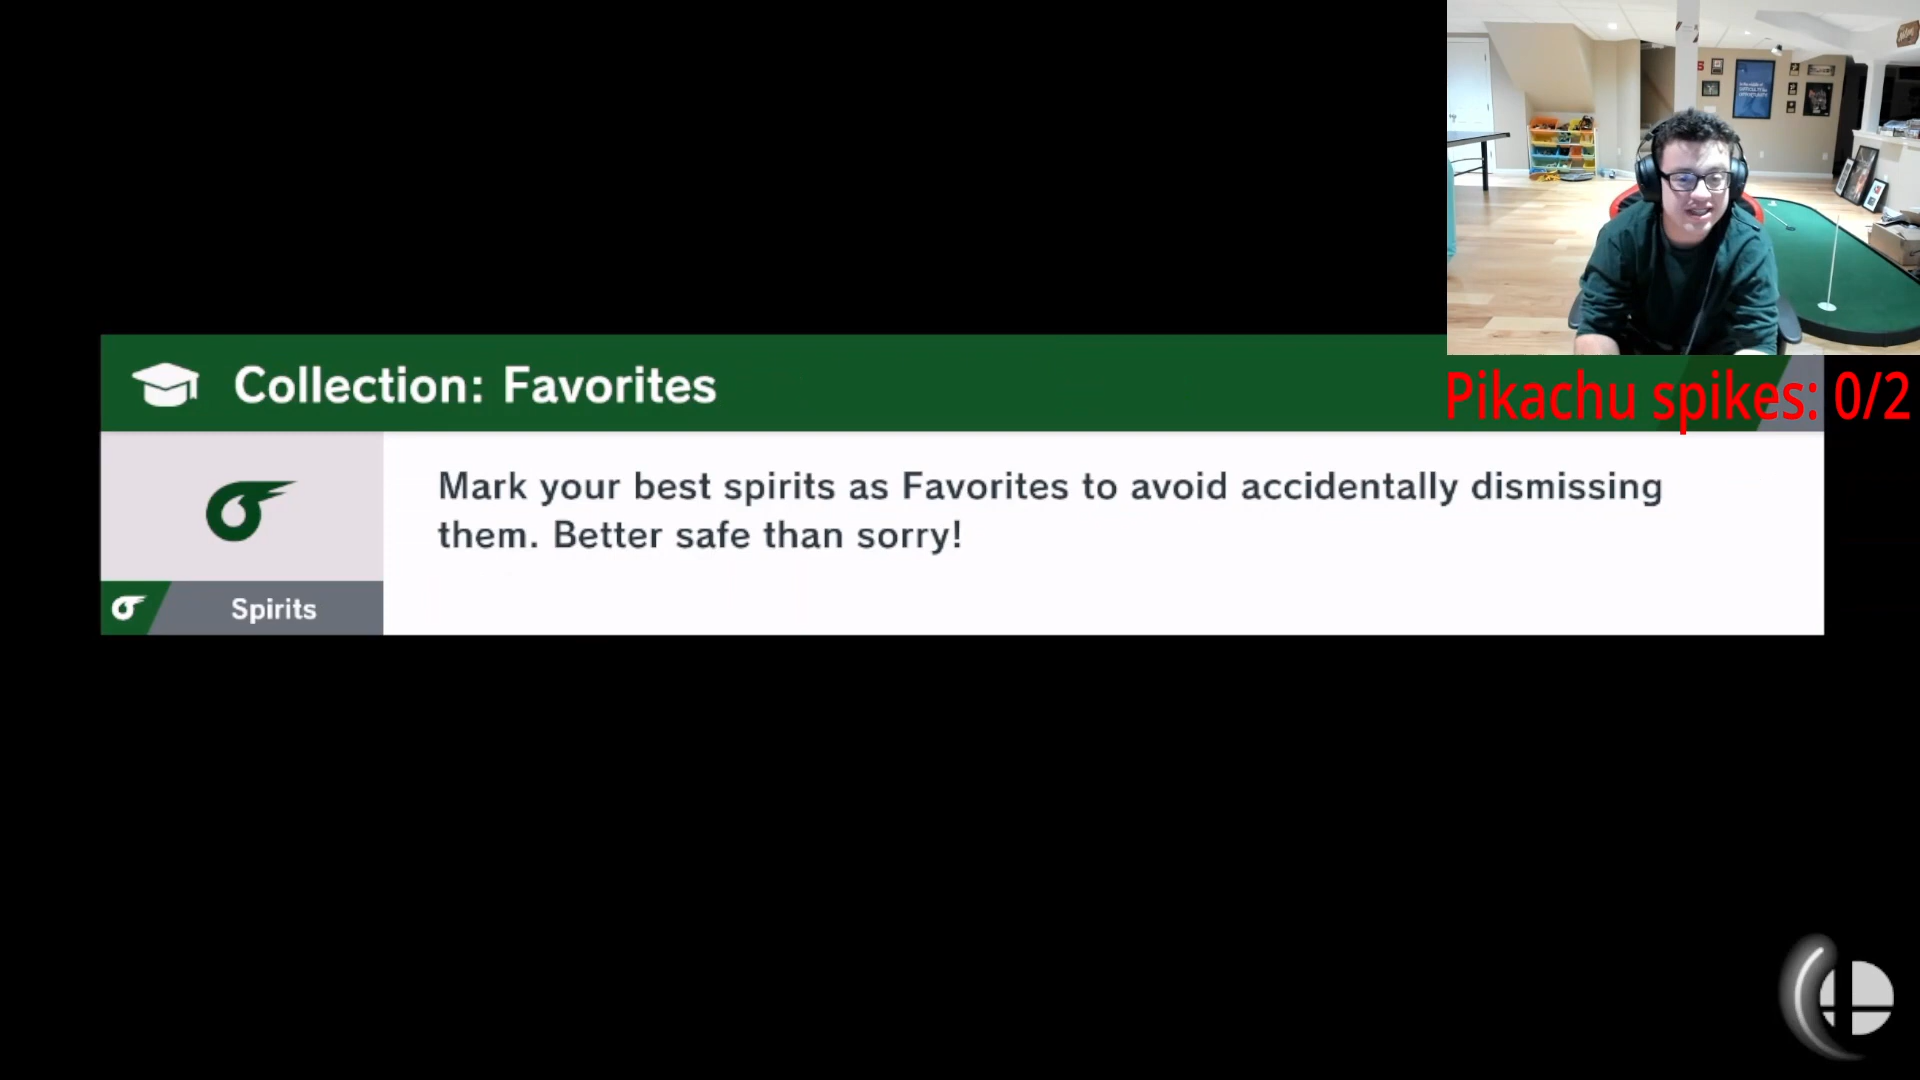 Collection: Favorites
Pikachu spikes: 0/2
Mark your best spirits as Favorites to avoid accidentally dismissing
them. Better safe than sorry!
Spirits